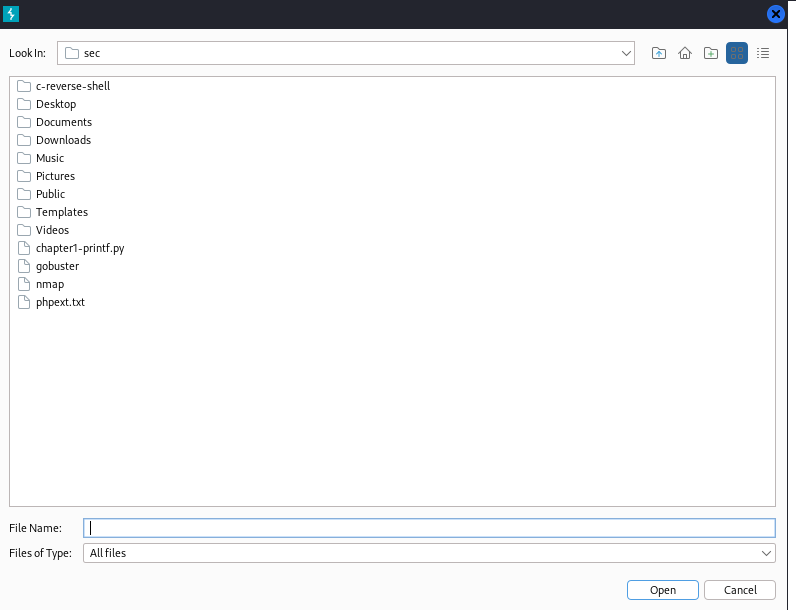 Look In: sec
c-reverse-shell
Desktop
Documents
Downloads
Music
Pictures
Public
Templates
Videos
chapter1-printf.py
gobuster
nmap
phpext.txt
File Name:
Files of Type: All files
Open Cancel